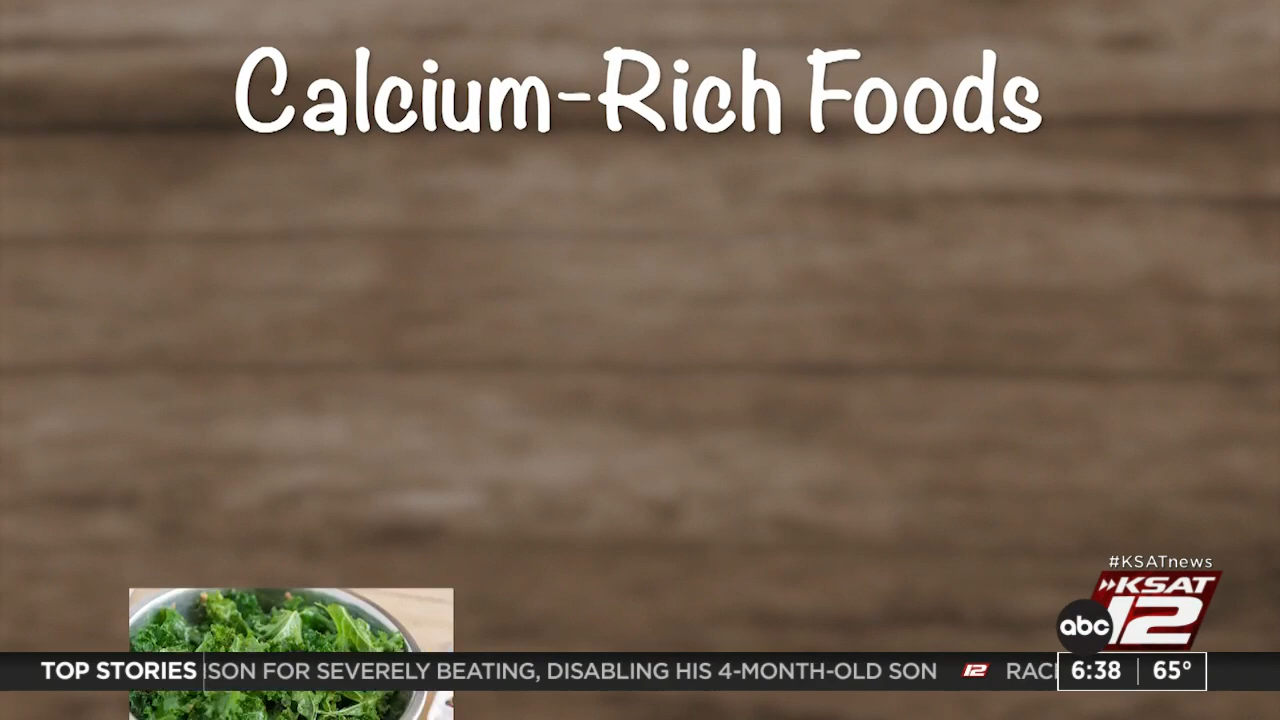 Calcium-Rich Foods
#KSATnews
KSAT
abc 12
TOP STORIES SON FOR SEVERELY BEATING, DISABLING HIS 4-MONTH-OLD SON 12 6:38 65°